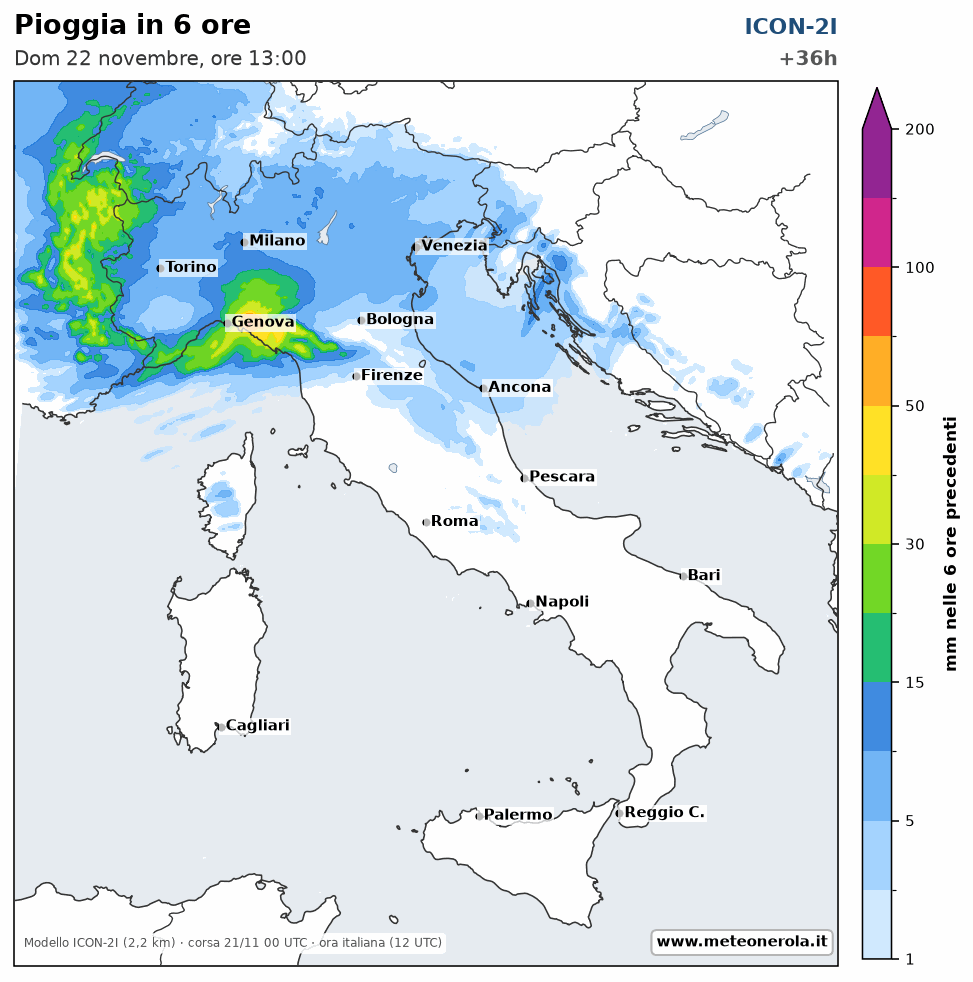 Pioggia in 6 ore
ICON-2I
Dom 22 novembre, ore 13:00
+36h
200
100
50
30
15
5
1
mm nelle 6 ore precedenti
Milano
Venezia
Torino
Genova
Bologna
Firenze
Ancona
Pescara
Roma
Bari
Napoli
Cagliari
Palermo
Reggio C.
Modello ICON-2I (2,2 km) · corsa 21/11 00 UTC · ora italiana (12 UTC)
www.meteonerola.it